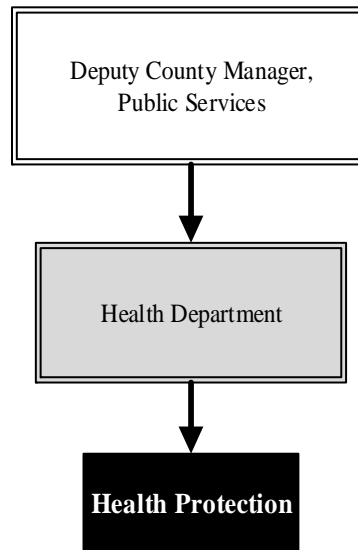 Deputy County Manager,
Public Services
Health Department
Health Protection